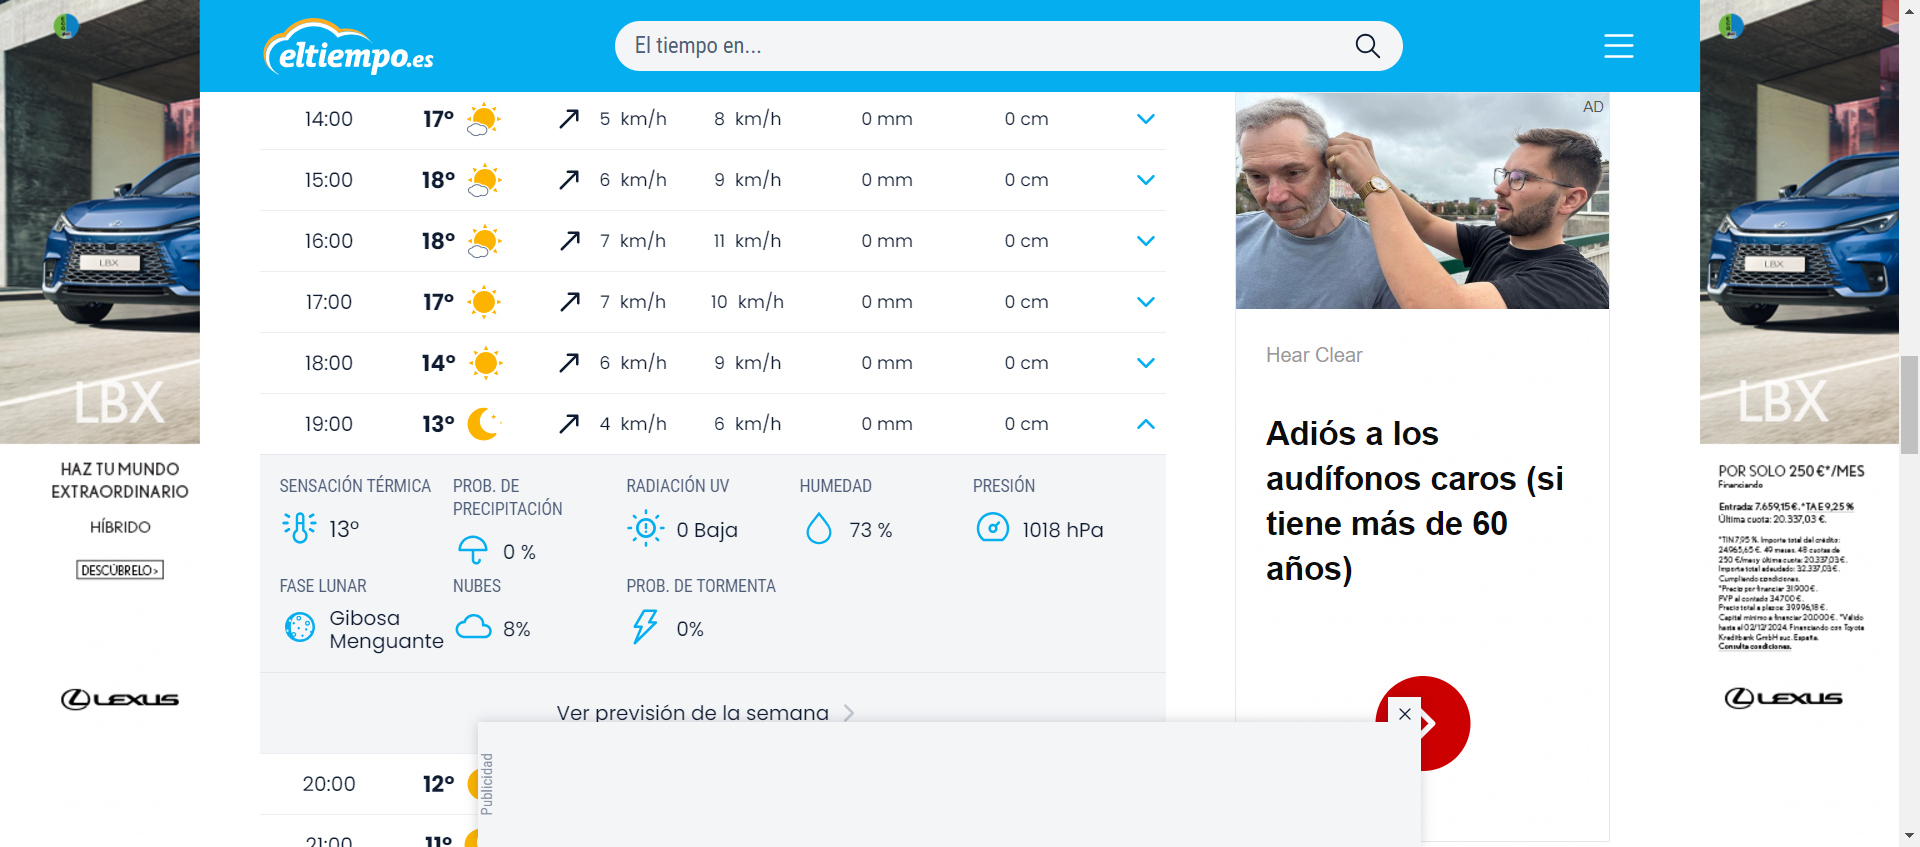 eltiempo.es
El tiempo en...
14:00 17° 5 km/h 8 km/h 0 mm 0 cm
15:00 18° 6 km/h 9 km/h 0 mm 0 cm
16:00 18° 7 km/h 11 km/h 0 mm 0 cm
17:00 17° 7 km/h 10 km/h 0 mm 0 cm
18:00 14° 6 km/h 9 km/h 0 mm 0 cm
19:00 13° 4 km/h 6 km/h 0 mm 0 cm
SENSACIÓN TÉRMICA
13°
PROB. DE
PRECIPITACIÓN
0 %
RADIACIÓN UV
0 Baja
HUMEDAD
73 %
PRESIÓN
1018 hPa
FASE LUNAR
Gibosa
Menguante
NUBES
8%
PROB. DE TORMENTA
0%
Ver previsión de la semana
20:00 12°
21:00 11°
Publicidad
AD
Hear Clear
Adiós a los
audífonos caros (si
tiene más de 60
años)
LBX
LBX
HAZ TU MUNDO
EXTRAORDINARIO
HÍBRIDO
DESCÚBRELO >
LEXUS
LBX
LBX
POR SOLO 250 €*/MES
Financiando
Entrada: 7.659,15 €. *TAE 9,25 %
Última cuota: 20.337,03 €.
*TIN 7,95 %. Importe total del crédito:
24.965,65 €. 49 meses. 48 cuotas de
250 €/mes y última cuota: 20.337,03 €.
Importe total adeudado: 32.337,03 €.
Cumpliendo condiciones.
*Precio por financiar 31.900 €.
PVP al contado 34.700 €.
Precio total a plazos: 39.996,18 €.
Capital mínimo a financiar 20.000 €. *Válido
hasta el 02/12/2024. Financiando con Toyota
Kreditbank GmbH suc. España.
Consulta condiciones.
LEXUS